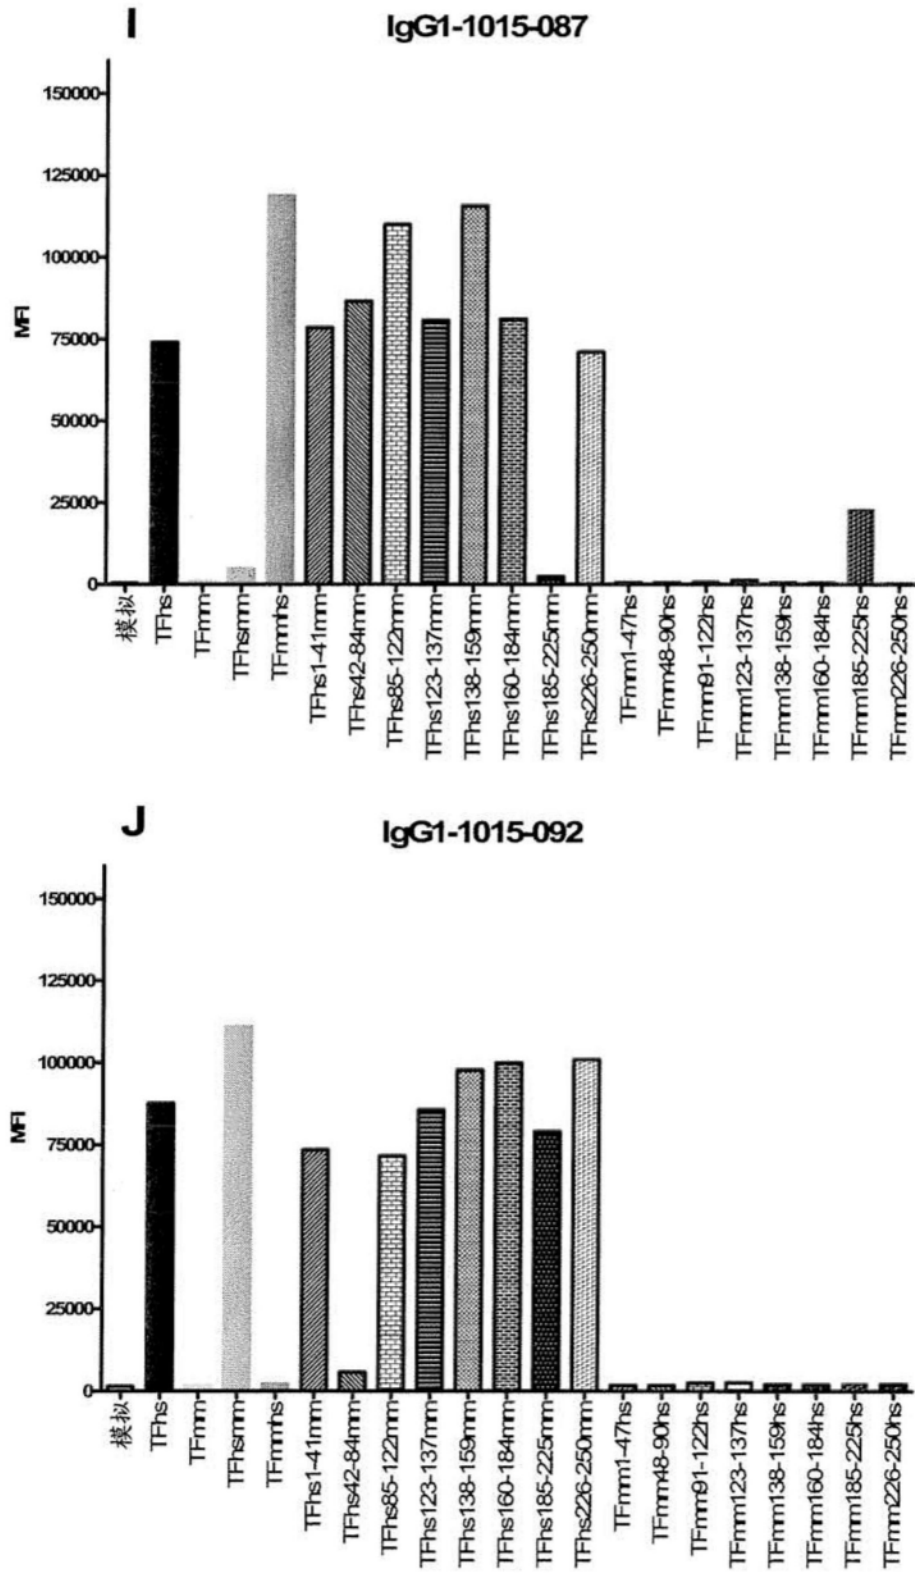 I
IgG1-1015-087
150000
125000
100000
75000
50000
25000
0
MFI
模拟
TFhs
TFmm
TFhsmm
TFmmhs
TFhs1-41mm
TFhs42-84mm
TFhs85-122mm
TFhs123-137mm
TFhs138-159mm
TFhs160-184mm
TFhs185-225mm
TFhs226-250mm
TFmm1-47hs
TFmm48-90hs
TFmm91-122hs
TFmm123-137hs
TFmm138-159hs
TFmm160-184hs
TFmm185-225hs
TFmm226-250hs
J
IgG1-1015-092
150000
125000
100000
75000
50000
25000
0
MFI
模拟
TFhs
TFmm
TFhsmm
TFmmhs
TFhs1-41mm
TFhs42-84mm
TFhs85-122mm
TFhs123-137mm
TFhs138-159mm
TFhs160-184mm
TFhs185-225mm
TFhs226-250mm
TFmm1-47hs
TFmm48-90hs
TFmm91-122hs
TFmm123-137hs
TFmm138-159hs
TFmm160-184hs
TFmm185-225hs
TFmm226-250hs